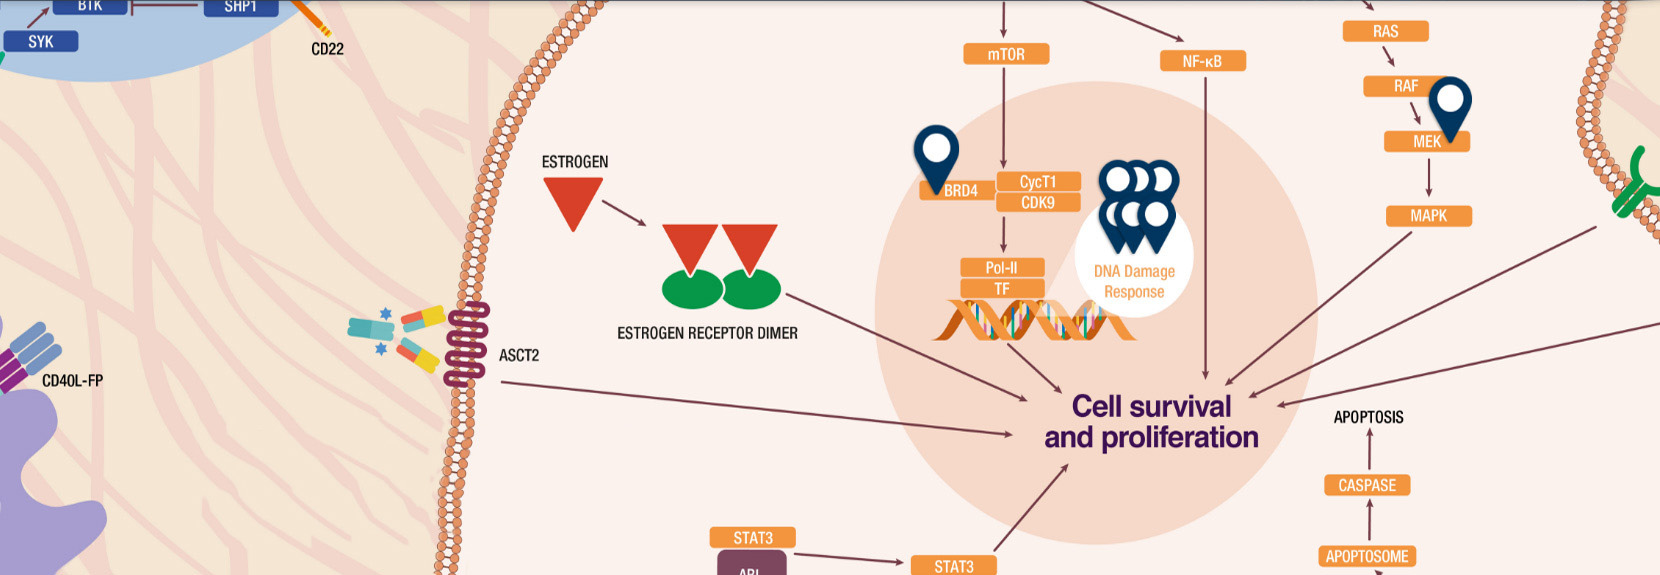 BTK
SHP1
SYK
CD22
mTOR
NF-κB
RAS
RAF
MEK
MAPK
ESTROGEN
BRD4
CycT1
CDK9
Pol-II
TF
DNA Damage
Response
ESTROGEN RECEPTOR DIMER
ASCT2
CD40L-FP
Cell survival
and proliferation
APOPTOSIS
CASPASE
APOPTOSOME
STAT3
STAT3